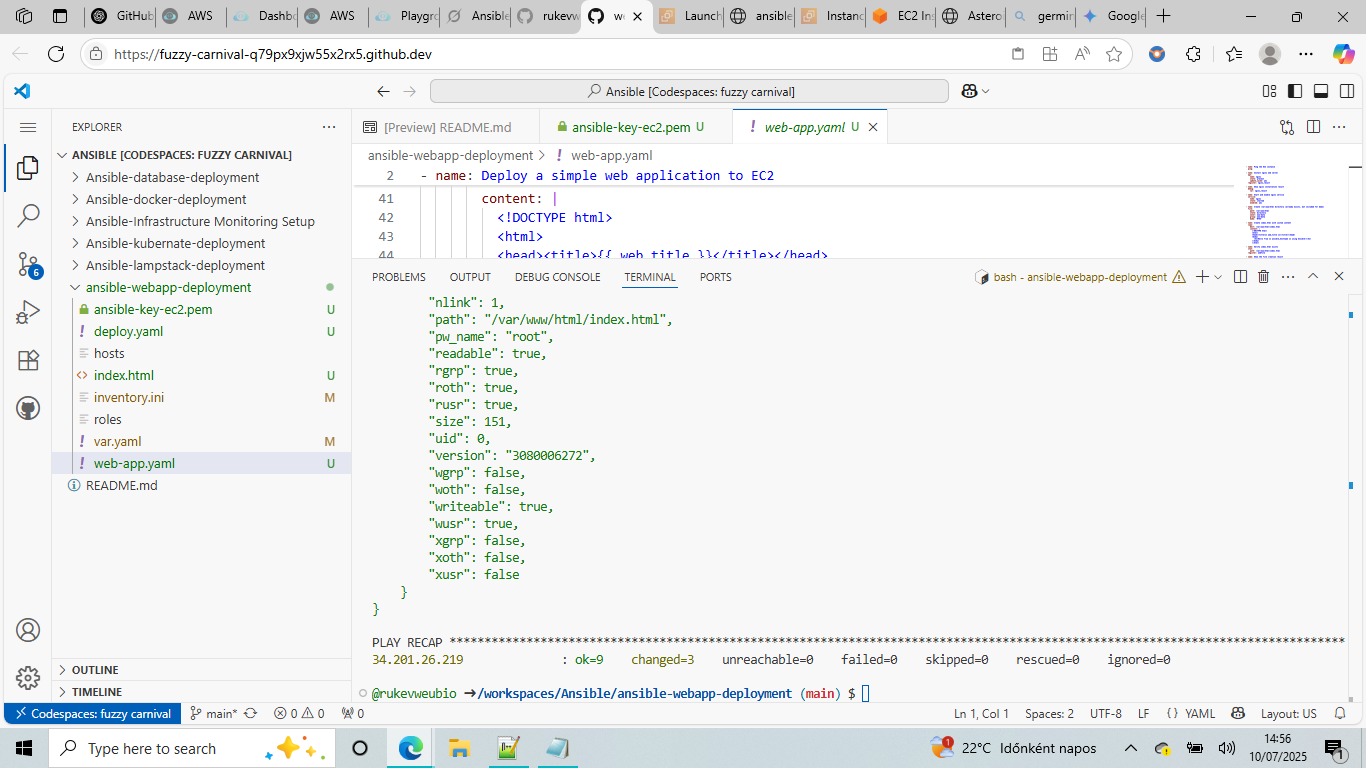 GitHub
AWS
Dashbo
AWS
Playgro
Ansible
rukevw
we
Launch
ansible
Instanc
EC2 Ins
Astero
germin
Google
https://fuzzy-carnival-q79px9xjw55x2rx5.github.dev
Ansible [Codespaces: fuzzy carnival]
EXPLORER
[Preview] README.md
ansible-key-ec2.pem U
! web-app.yaml U
ANSIBLE [CODESPACES: FUZZY CARNIVAL]
Ansible-database-deployment
Ansible-docker-deployment
Ansible-Infrastructure Monitoring Setup
Ansible-kubernate-deployment
Ansible-lampstack-deployment
ansible-webapp-deployment
ansible-key-ec2.pem U
! deploy.yaml U
hosts
<> index.html U
inventory.ini M
roles
! var.yaml M
! web-app.yaml U
README.md
OUTLINE
TIMELINE
6
ansible-webapp-deployment > ! web-app.yaml
2 - name: Deploy a simple web application to EC2
41 content: |
42 <!DOCTYPE html>
43 <html>
44 <head><title>{{ web_title }}</title></head>
PROBLEMS OUTPUT DEBUG CONSOLE TERMINAL PORTS
bash - ansible-webapp-deployment
"nlink": 1,
"path": "/var/www/html/index.html",
"pw_name": "root",
"readable": true,
"rgrp": true,
"roth": true,
"rusr": true,
"size": 151,
"uid": 0,
"version": "3080006272",
"wgrp": false,
"woth": false,
"writeable": true,
"wusr": true,
"xgrp": false,
"xoth": false,
"xusr": false
}
}
PLAY RECAP ********************************************************************************************************************************
34.201.26.219 : ok=9 changed=3 unreachable=0 failed=0 skipped=0 rescued=0 ignored=0
@rukevweubio ➜/workspaces/Ansible/ansible-webapp-deployment (main) $
Codespaces: fuzzy carnival
main*
0 0
0
Ln 1, Col 1
Spaces: 2
UTF-8
LF
{ } YAML
Layout: US
Type here to search
1
22°C Időnként napos
14:56
10/07/2025
1